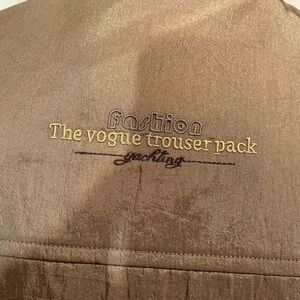 Fashion
The vogue trouser pack
yachting